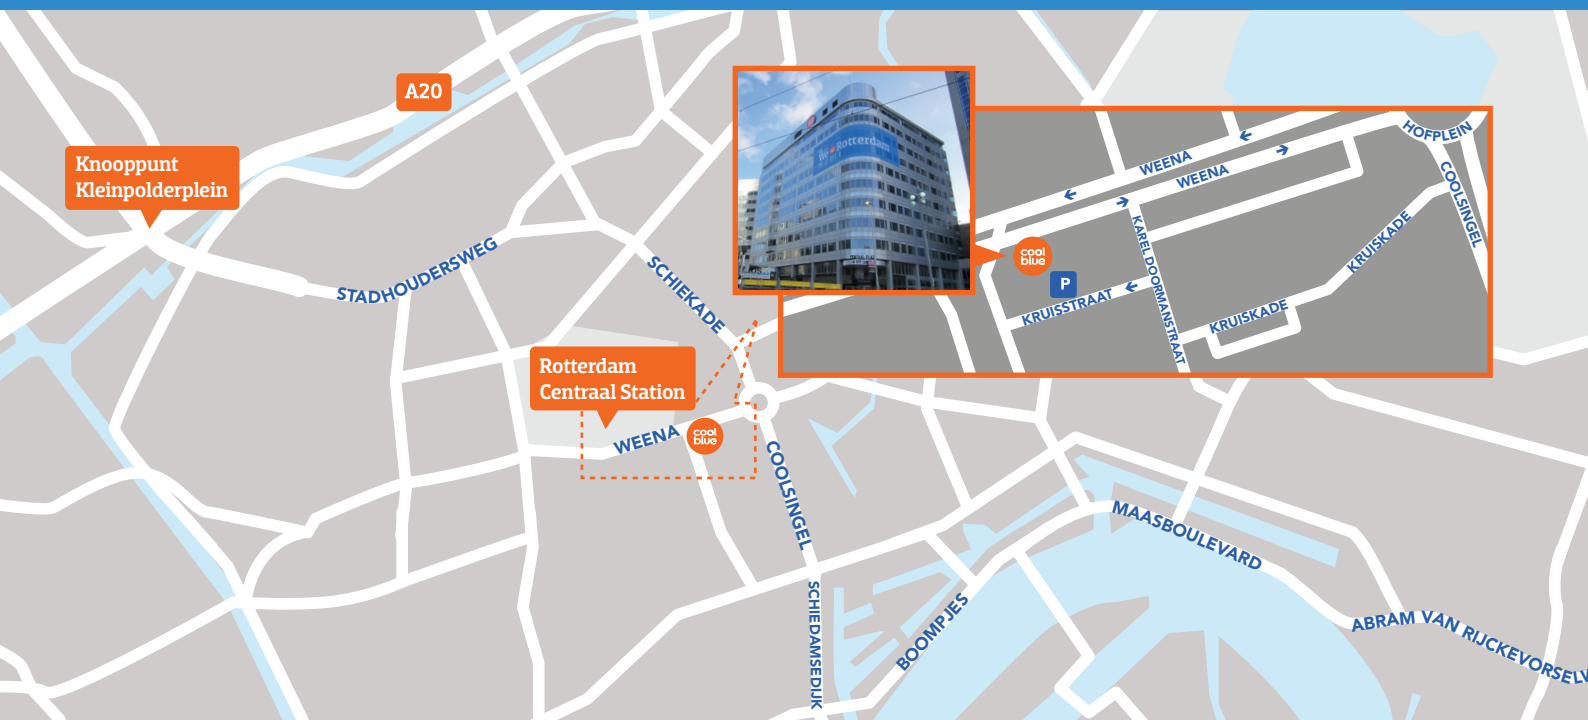 A20
Knooppunt
Kleinpolderplein
STADHOUDERSWEG
SCHIEKADE
Rotterdam
Centraal Station
WEENA
cool
blue
COOLSINGEL
SCHIEDAMSEDIJK
BOOMPJES
MAASBOULEVARD
ABRAM VAN RIJCKEVORSELW
Rotterdam
HOFPLEIN
WEENA
WEENA
COOLSINGEL
KAREL DOORMANSTRAAT
KRUISKADE
cool
blue
P
KRUISSTRAAT
KRUISKADE